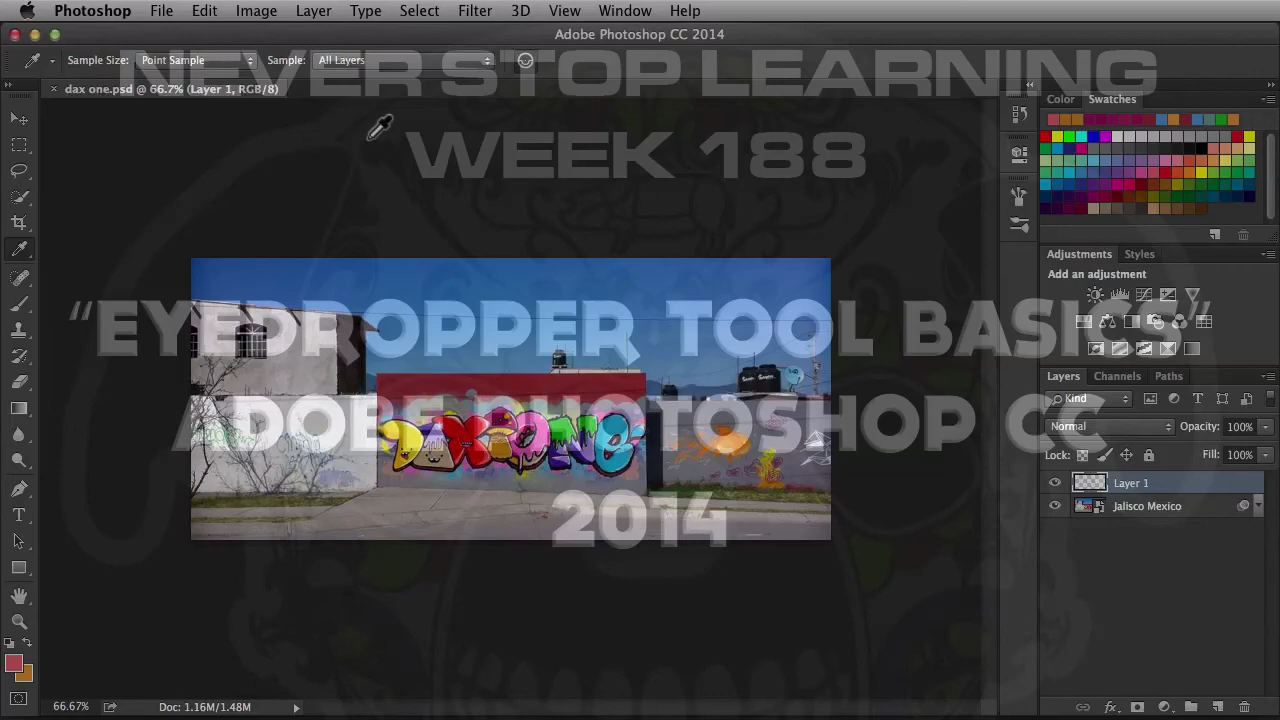 Photoshop File Edit Image Layer Type Select Filter 3D View Window Help
Adobe Photoshop CC 2014
Sample Size: Point Sample Sample: All Layers
NEVER STOP LEARNING
× dax one.psd @ 66.7% (Layer 1, RGB/8)
Color Swatches
WEEK 188
Adjustments Styles
Add an adjustment
“EYEDROPPER TOOL BASICS”
Layers Channels Paths
Kind
ADOBE PHOTOSHOP CC
Normal Opacity: 100%
DAXONE
Lock: Fill: 100%
Layer 1
Jalisco Mexico
2014
66.67% Doc: 1.16M/1.48M